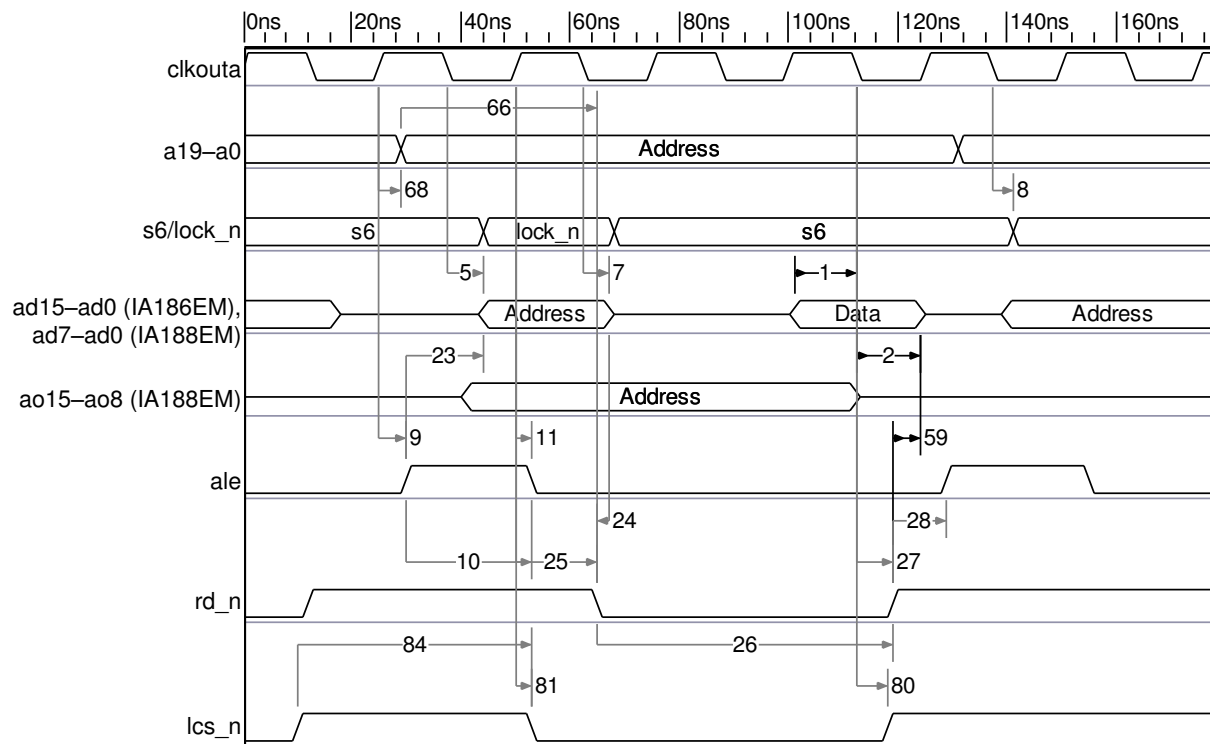 0ns 20ns 40ns 60ns 80ns 100ns 120ns 140ns 160ns
clkouta
66
a19–a0 Address
68 8
s6/lock_n s6 lock_n s6
5 7 1
ad15–ad0 (IA186EM), Address Data Address
ad7–ad0 (IA188EM)
23 2
ao15–ao8 (IA188EM) Address
9 11 59
ale
24 28
10 25 27
rd_n
84 26
81 80
lcs_n